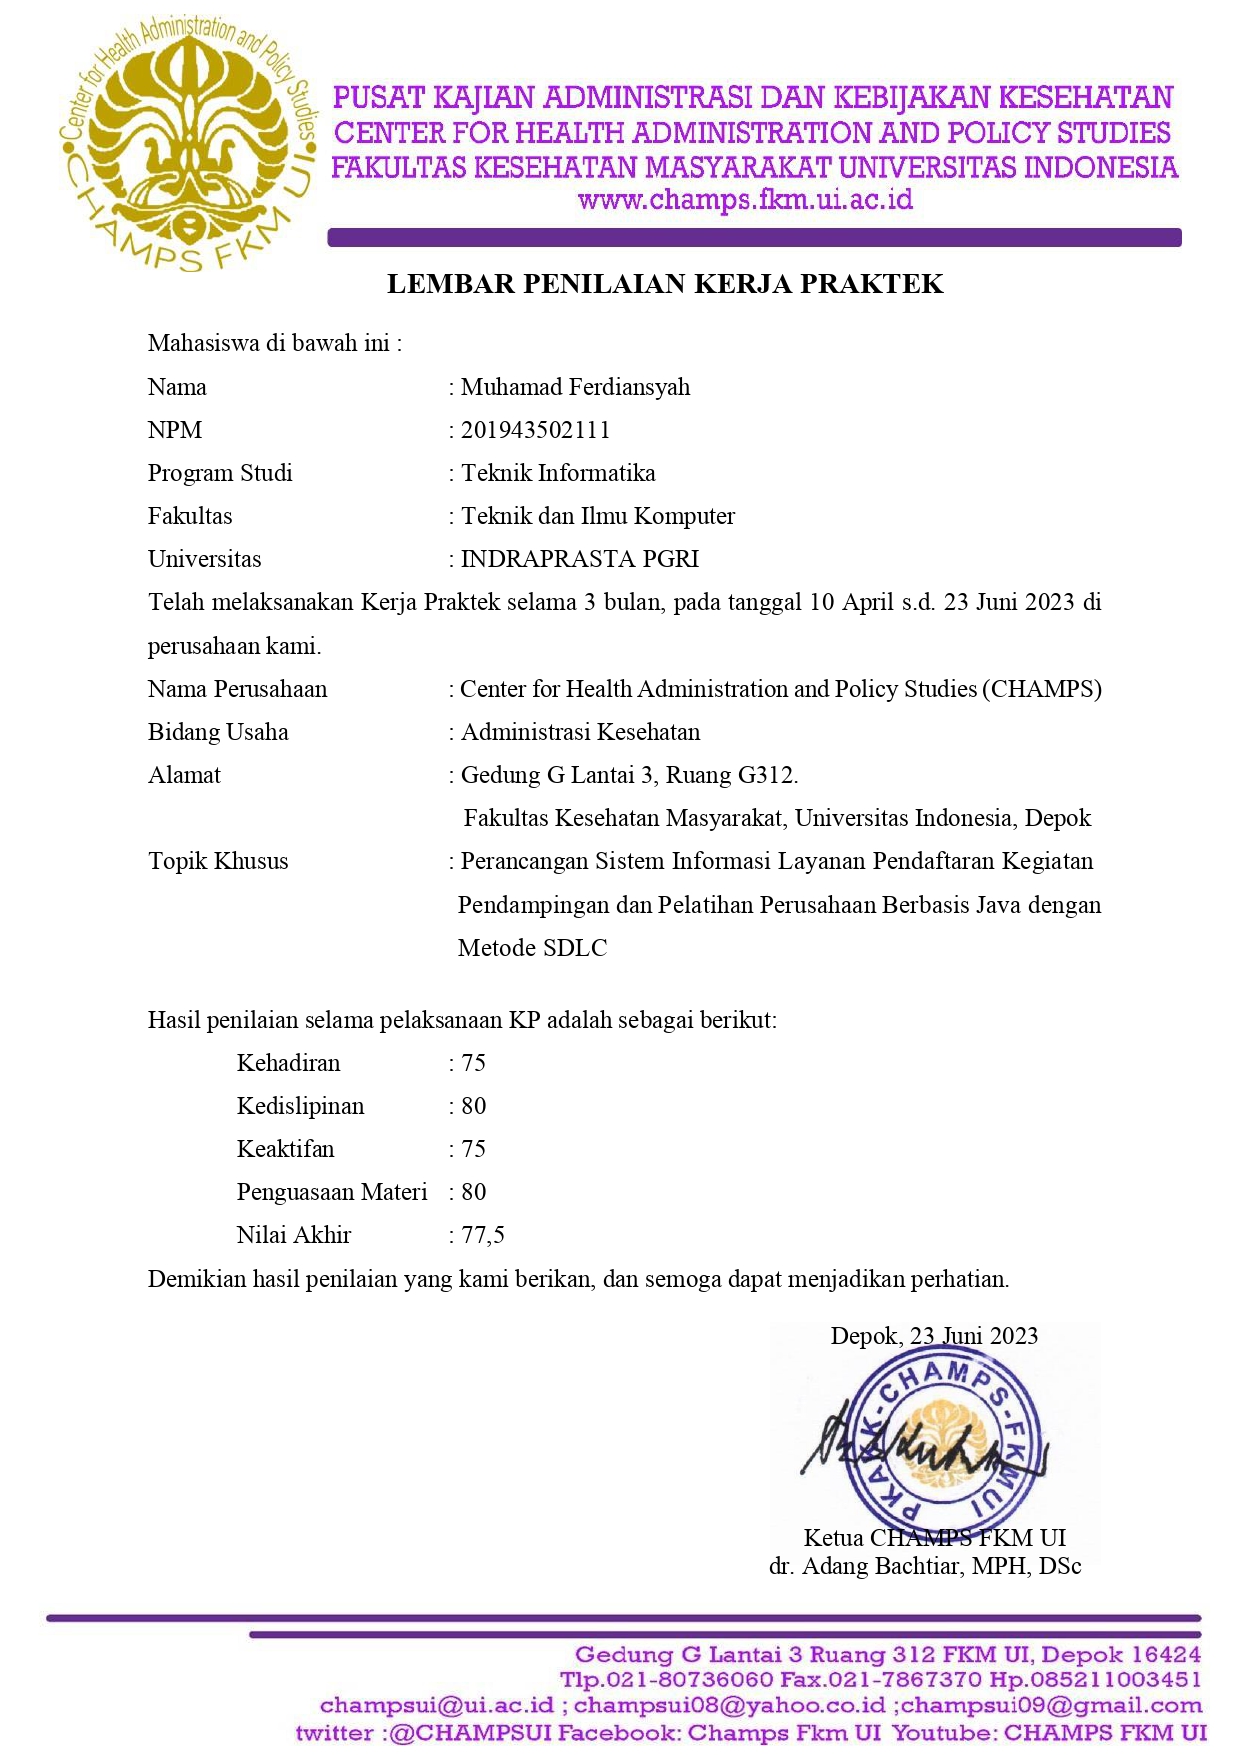 Center for Health Administration and Policy Studies
CHAMPS FKM UI
PUSAT KAJIAN ADMINISTRASI DAN KEBIJAKAN KESEHATAN
CENTER FOR HEALTH ADMINISTRATION AND POLICY STUDIES
FAKULTAS KESEHATAN MASYARAKAT UNIVERSITAS INDONESIA
www.champs.fkm.ui.ac.id
LEMBAR PENILAIAN KERJA PRAKTEK
Mahasiswa di bawah ini :
Nama : Muhamad Ferdiansyah
NPM : 201943502111
Program Studi : Teknik Informatika
Fakultas : Teknik dan Ilmu Komputer
Universitas : INDRAPRASTA PGRI
Telah melaksanakan Kerja Praktek selama 3 bulan, pada tanggal 10 April s.d. 23 Juni 2023 di
perusahaan kami.
Nama Perusahaan : Center for Health Administration and Policy Studies (CHAMPS)
Bidang Usaha : Administrasi Kesehatan
Alamat : Gedung G Lantai 3, Ruang G312.
Fakultas Kesehatan Masyarakat, Universitas Indonesia, Depok
Topik Khusus : Perancangan Sistem Informasi Layanan Pendaftaran Kegiatan
Pendampingan dan Pelatihan Perusahaan Berbasis Java dengan
Metode SDLC
Hasil penilaian selama pelaksanaan KP adalah sebagai berikut:
Kehadiran : 75
Kedislipinan : 80
Keaktifan : 75
Penguasaan Materi : 80
Nilai Akhir : 77,5
Demikian hasil penilaian yang kami berikan, dan semoga dapat menjadikan perhatian.
Depok, 23 Juni 2023
PKAKK-CHAMPS-FKMUI
Ketua CHAMPS FKM UI
dr. Adang Bachtiar, MPH, DSc
Gedung G Lantai 3 Ruang 312 FKM UI, Depok 16424
Tlp.021-80736060 Fax.021-7867370 Hp.085211003451
champsui@ui.ac.id ; champsui08@yahoo.co.id ;champsui09@gmail.com
twitter :@CHAMPSUI Facebook: Champs Fkm UI Youtube: CHAMPS FKM UI